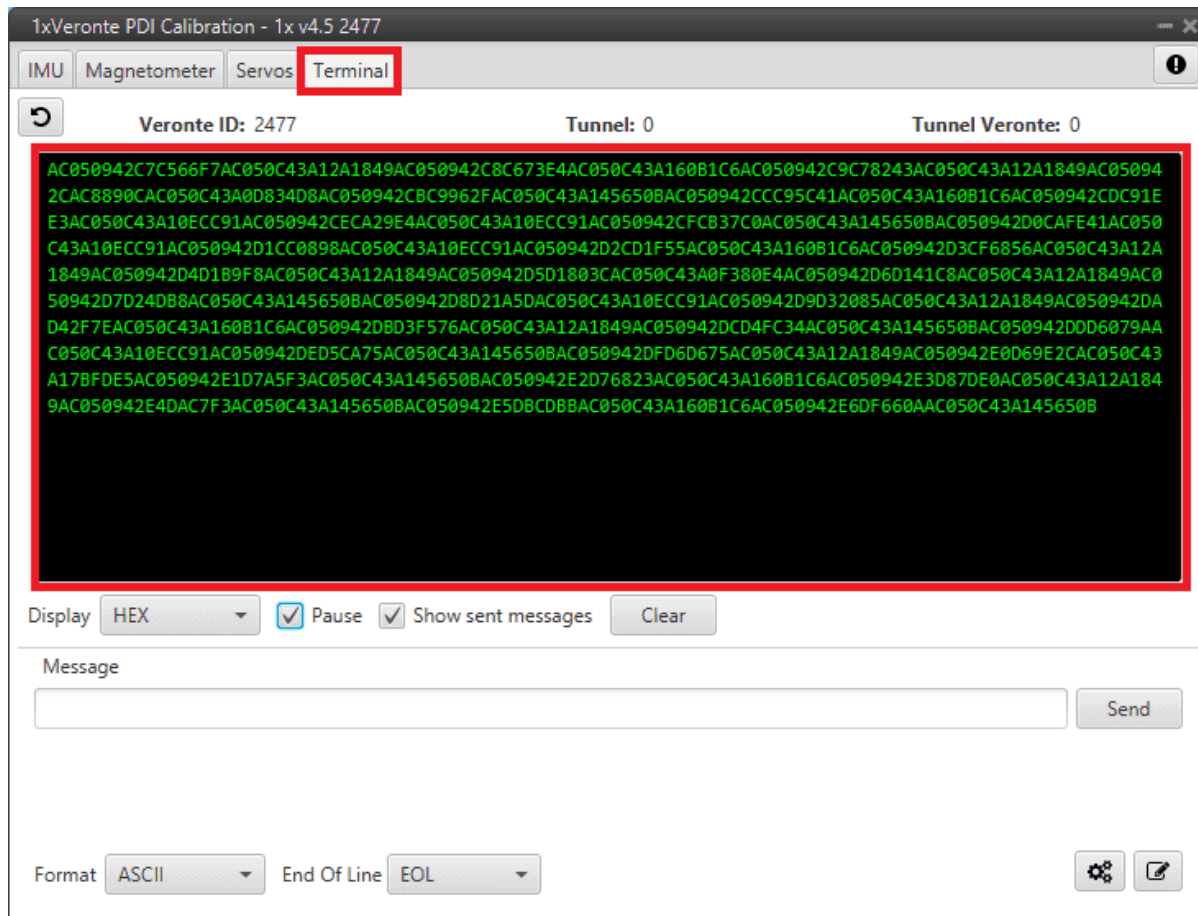 1xVeronte PDI Calibration - 1x v4.5 2477
IMU Magnetometer Servos Terminal
Veronte ID: 2477 Tunnel: 0 Tunnel Veronte: 0
AC050942C7C566F7AC050C43A12A1849AC050942C8C673E4AC050C43A160B1C6AC050942C9C78243AC050C43A12A1849AC05094
2CAC8890CAC050C43A0D834D8AC050942CBC9962FAC050C43A145650BAC050942CCC95C41AC050C43A160B1C6AC050942CDC91E
E3AC050C43A10ECC91AC050942CECA29E4AC050C43A10ECC91AC050942CFCB37C0AC050C43A145650BAC050942D0CAFE41AC050
C43A10ECC91AC050942D1CC0898AC050C43A10ECC91AC050942D2CD1F55AC050C43A160B1C6AC050942D3CF6856AC050C43A12A
1849AC050942D4D1B9F8AC050C43A12A1849AC050942D5D1803CAC050C43A0F380E4AC050942D6D141C8AC050C43A12A1849AC0
50942D7D24DB8AC050C43A145650BAC050942D8D21A5DAC050C43A10ECC91AC050942D9D32085AC050C43A12A1849AC050942DA
D42F7EAC050C43A160B1C6AC050942DBD3F576AC050C43A12A1849AC050942DCD4FC34AC050C43A145650BAC050942DDD6079AA
C050C43A10ECC91AC050942DED5CA75AC050C43A145650BAC050942DFD6D675AC050C43A12A1849AC050942E0D69E2CAC050C43
A17BFDE5AC050942E1D7A5F3AC050C43A145650BAC050942E2D76823AC050C43A160B1C6AC050942E3D87DE0AC050C43A12A184
9AC050942E4DAC7F3AC050C43A145650BAC050942E5DBCDBBAC050C43A160B1C6AC050942E6DF660AAC050C43A145650B
Display HEX Pause Show sent messages Clear
Message
Send
Format ASCII End Of Line EOL